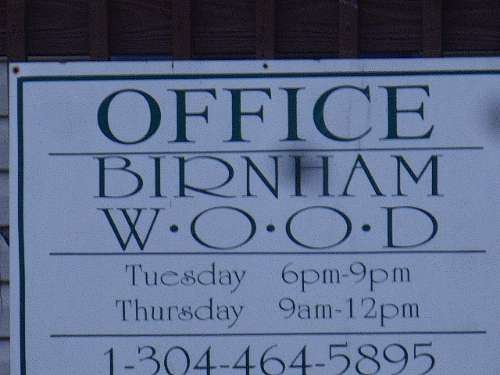 OFFICE
BIRNHAM
W·O·O·D
Tuesday 6pm-9pm
Thursday 9am-12pm
1-304-464-5895